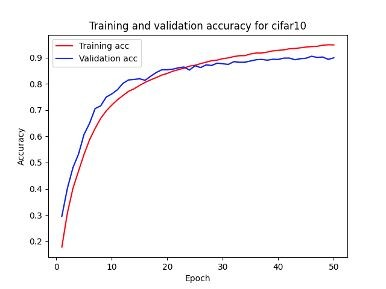 Training and validation accuracy for cifar10
Training acc
Validation acc
0.9
0.8
0.7
0.6
0.5
0.4
0.3
0.2
Accuracy
0 10 20 30 40 50
Epoch